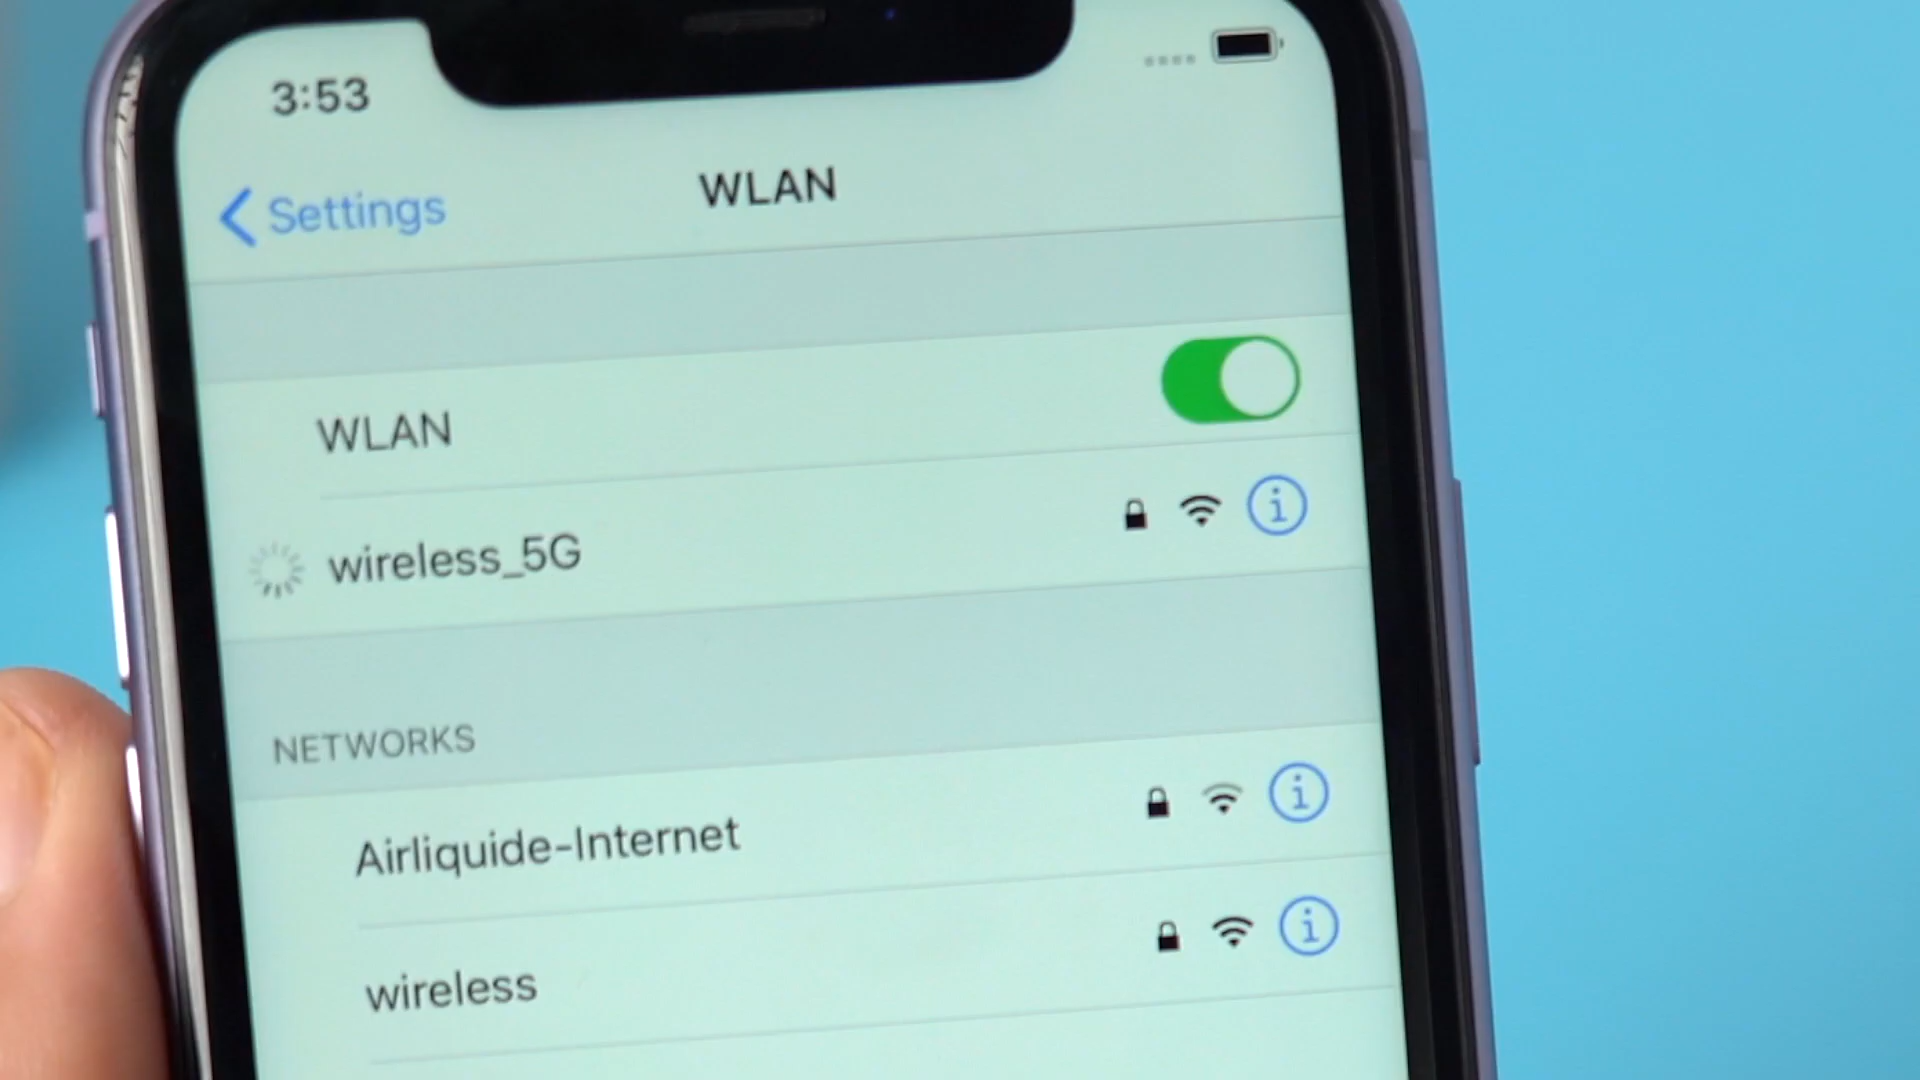 3:53
Settings
WLAN
WLAN
wireless_5G
NETWORKS
Airliquide-Internet
wireless